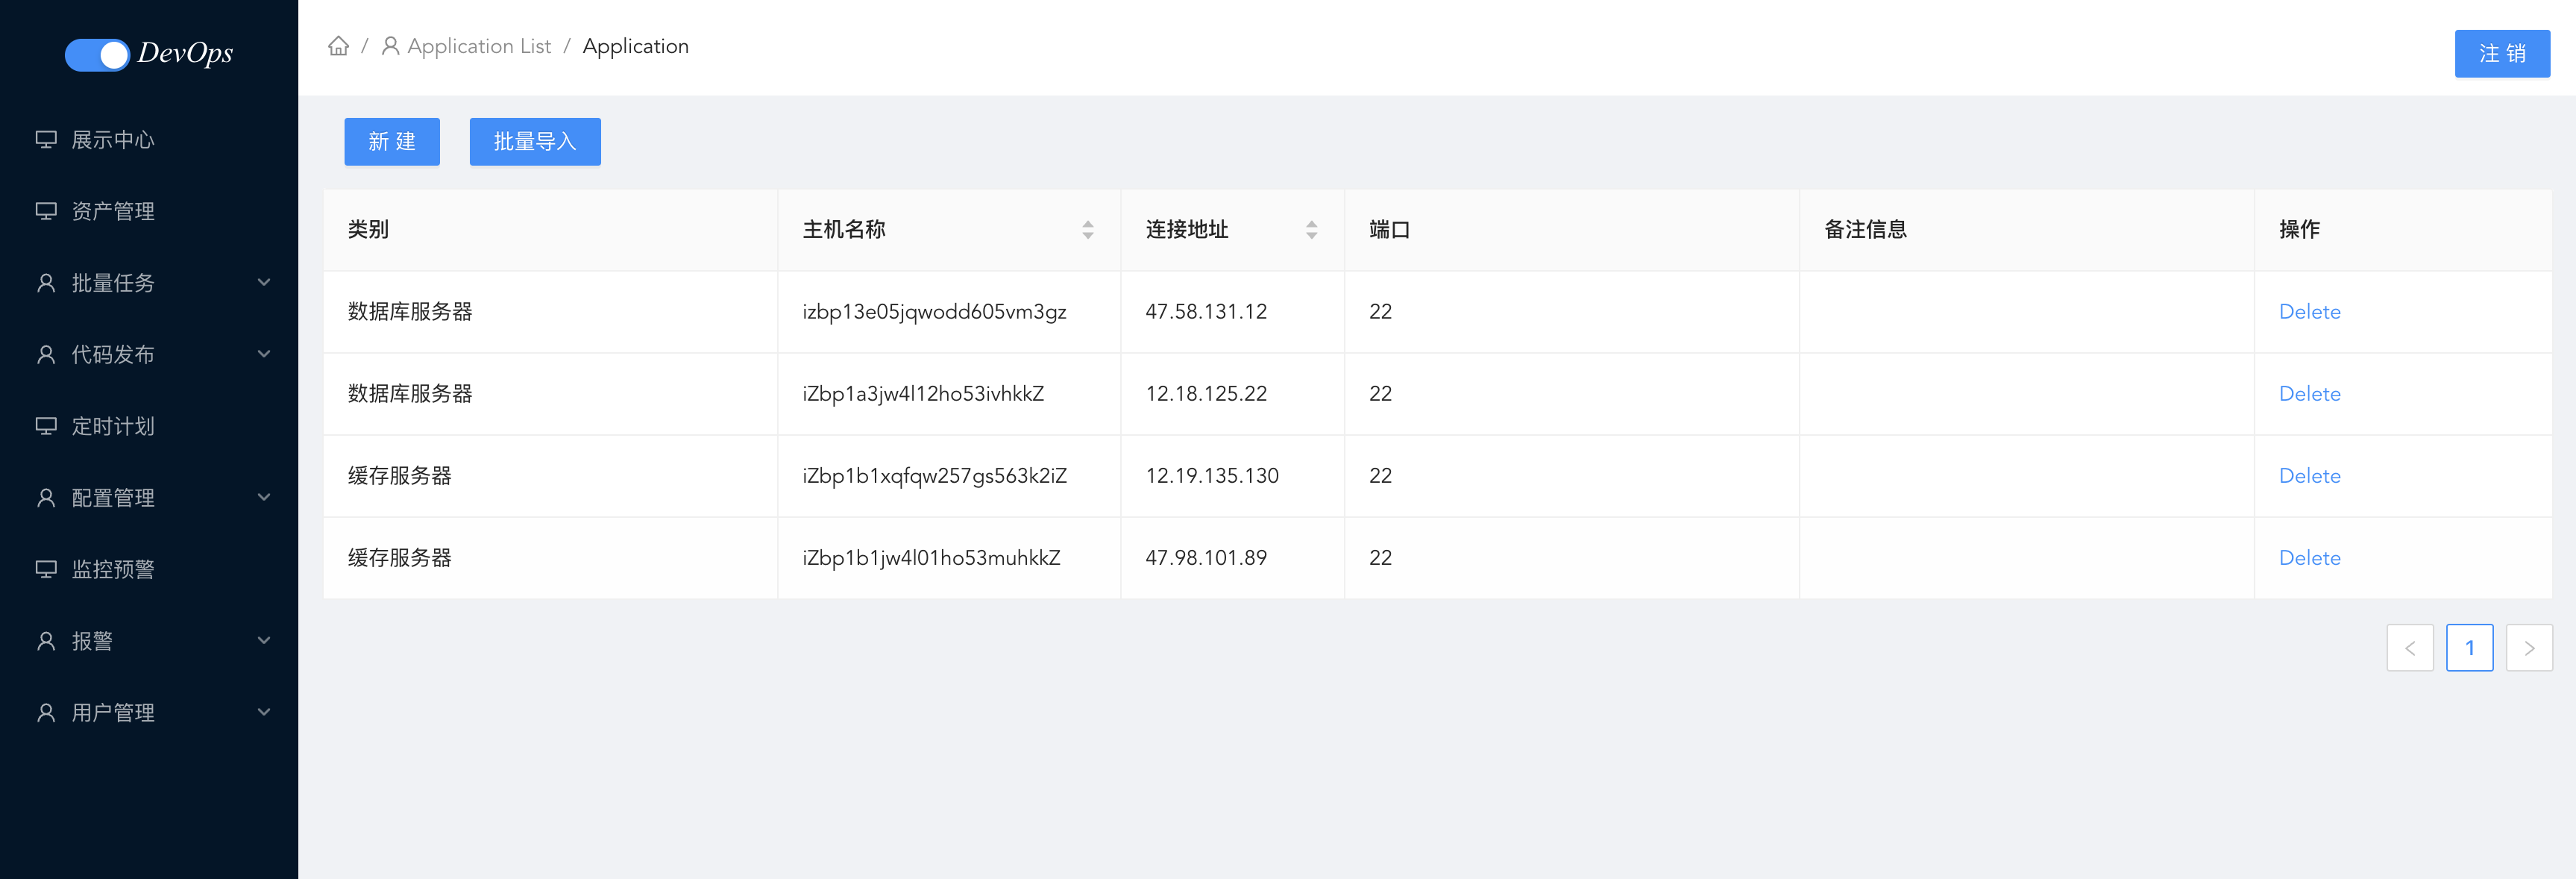 DevOps
展示中心
资产管理
批量任务
代码发布
定时计划
配置管理
监控预警
报警
用户管理
/ Application List / Application
注 销
新 建 批量导入
类别 主机名称 连接地址 端口 备注信息 操作
数据库服务器 izbp13e05jqwodd605vm3gz 47.58.131.12 22 Delete
数据库服务器 iZbp1a3jw4l12ho53ivhkkZ 12.18.125.22 22 Delete
缓存服务器 iZbp1b1xqfqw257gs563k2iZ 12.19.135.130 22 Delete
缓存服务器 iZbp1b1jw4l01ho53muhkkZ 47.98.101.89 22 Delete
1